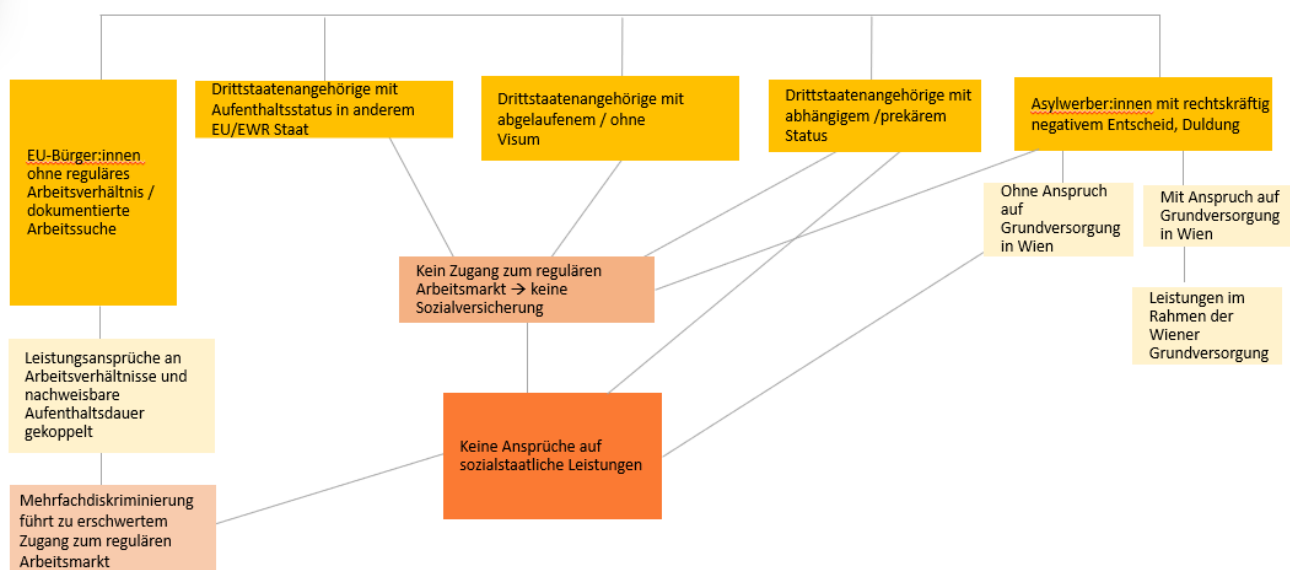 EU-Bürger:innen
ohne reguläres
Arbeitsverhältnis /
dokumentierte
Arbeitssuche
Drittstaatenangehörige mit
Aufenthaltsstatus in anderem
EU/EWR Staat
Drittstaatenangehörige mit
abgelaufenem / ohne
Visum
Drittstaatenangehörige mit
abhängigem /prekärem
Status
Asylwerber:innen mit rechtskräftig
negativem Entscheid, Duldung
Ohne Anspruch
auf
Grundversorgung
in Wien
Mit Anspruch auf
Grundversorgung
in Wien
Kein Zugang zum regulären
Arbeitsmarkt → keine
Sozialversicherung
Leistungen im
Rahmen der
Wiener
Grundversorgung
Leistungsansprüche an
Arbeitsverhältnisse und
nachweisbare
Aufenthaltsdauer
gekoppelt
Keine Ansprüche auf
sozialstaatliche Leistungen
Mehrfachdiskriminierung
führt zu erschwertem
Zugang zum regulären
Arbeitsmarkt